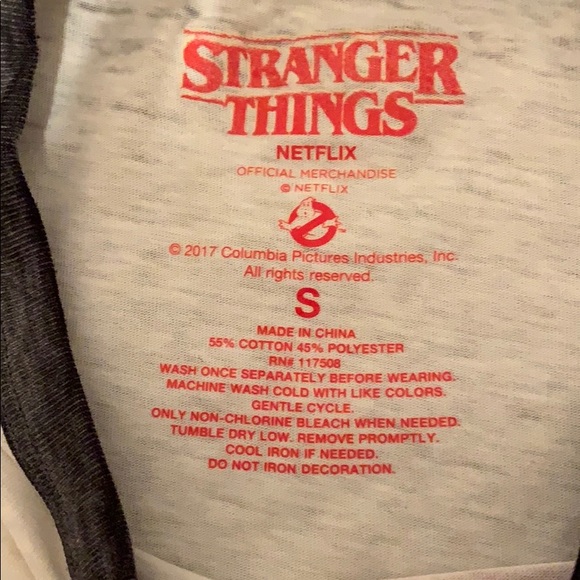 STRANGER
THINGS
NETFLIX
OFFICIAL MERCHANDISE
© NETFLIX
© 2017 Columbia Pictures Industries, Inc.
All rights reserved.
S
MADE IN CHINA
55% COTTON 45% POLYESTER
RN# 117508
WASH ONCE SEPARATELY BEFORE WEARING.
MACHINE WASH COLD WITH LIKE COLORS.
GENTLE CYCLE.
ONLY NON-CHLORINE BLEACH WHEN NEEDED.
TUMBLE DRY LOW. REMOVE PROMPTLY.
COOL IRON IF NEEDED.
DO NOT IRON DECORATION.